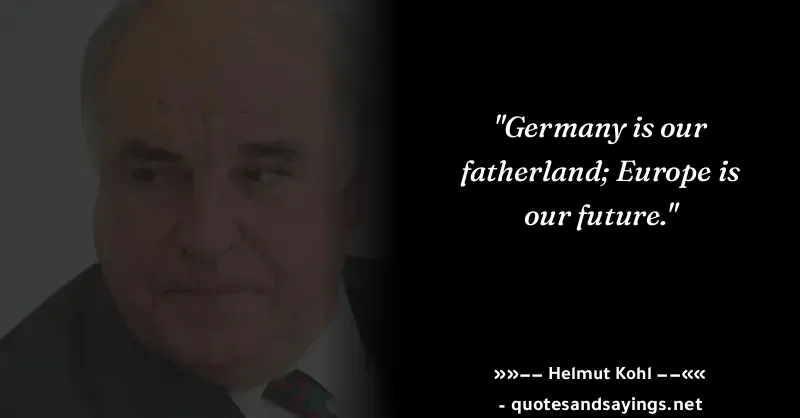 "Germany is our
fatherland; Europe is
our future."
»»–– Helmut Kohl ––««
- quotesandsayings.net